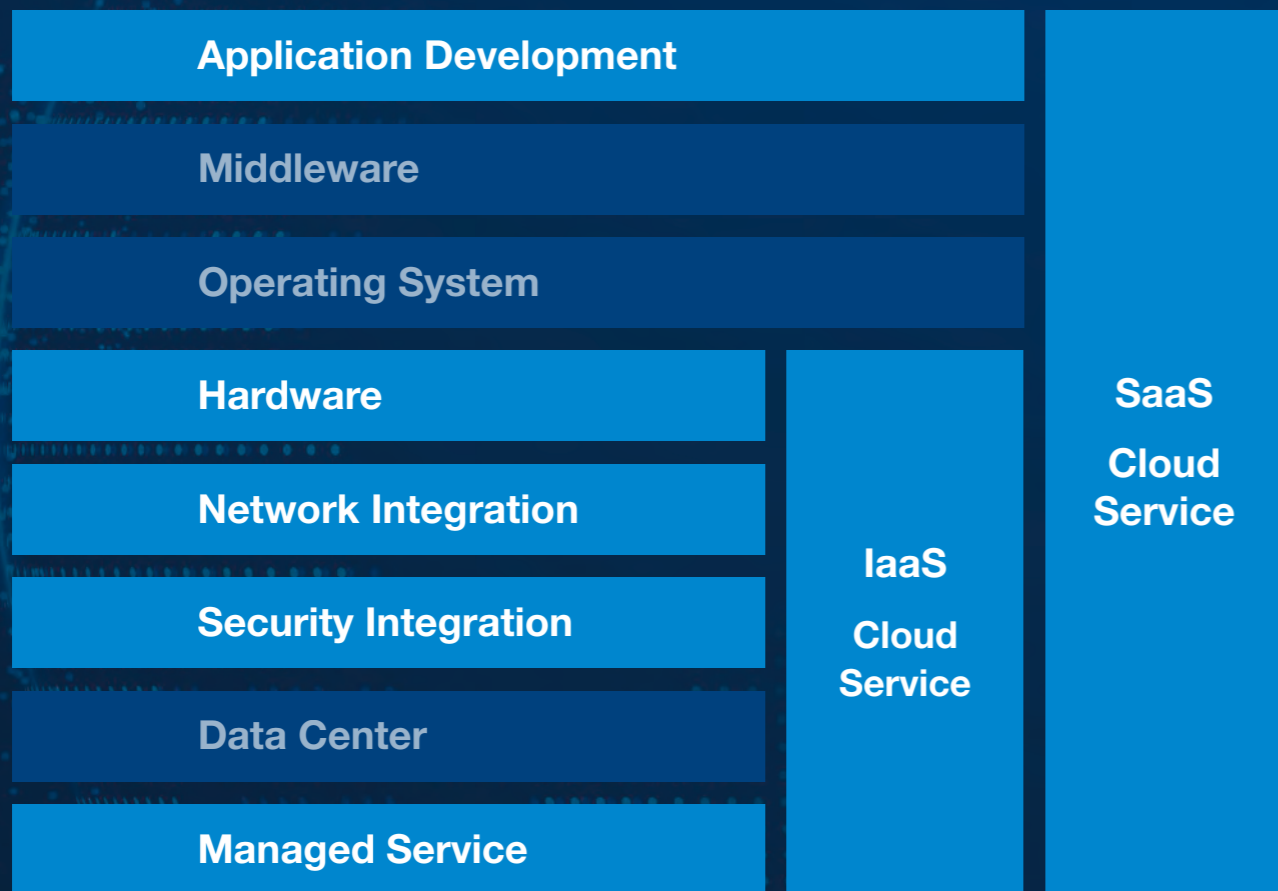 Application Development
Middleware
Operating System
Hardware
Network Integration
Security Integration
Data Center
Managed Service
IaaS
Cloud
Service
SaaS
Cloud
Service